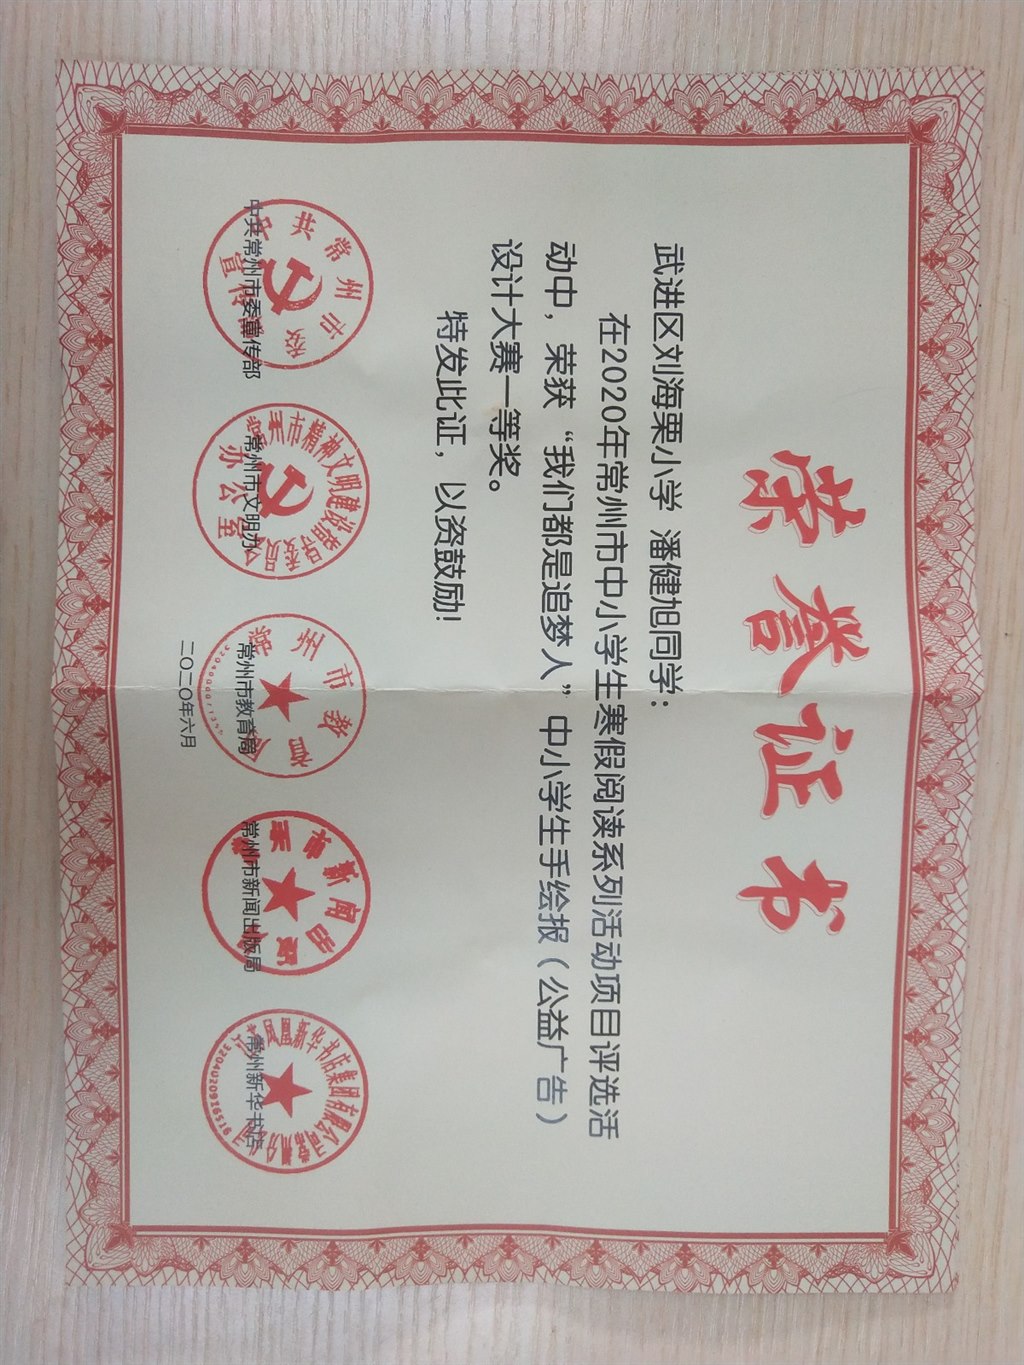 荣誉证书
武进区刘海粟小学 潘健旭同学：
在2020年常州市中小学生寒假阅读系列活动项目评选活
动中，荣获“我们都是追梦人”中小学生手绘报（公益广告）
设计大赛一等奖。
特发此证，以资鼓励！
中共常州市委宣传部 常州市文明办 常州市教育局 常州市新闻出版局 常州新华书店
二〇二〇年六月